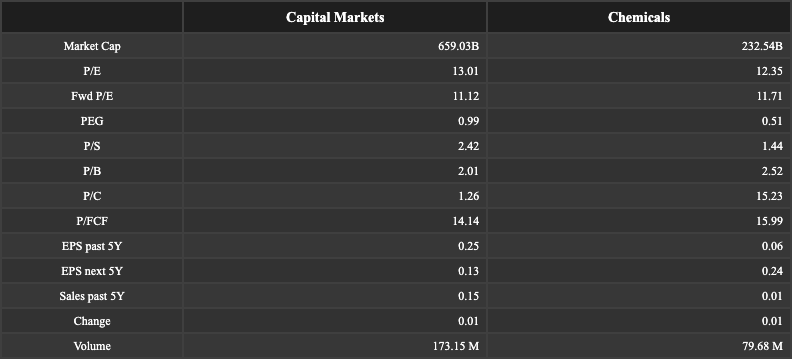 Capital Markets Chemicals
Market Cap 659.03B 232.54B
P/E 13.01 12.35
Fwd P/E 11.12 11.71
PEG 0.99 0.51
P/S 2.42 1.44
P/B 2.01 2.52
P/C 1.26 15.23
P/FCF 14.14 15.99
EPS past 5Y 0.25 0.06
EPS next 5Y 0.13 0.24
Sales past 5Y 0.15 0.01
Change 0.01 0.01
Volume 173.15 M 79.68 M